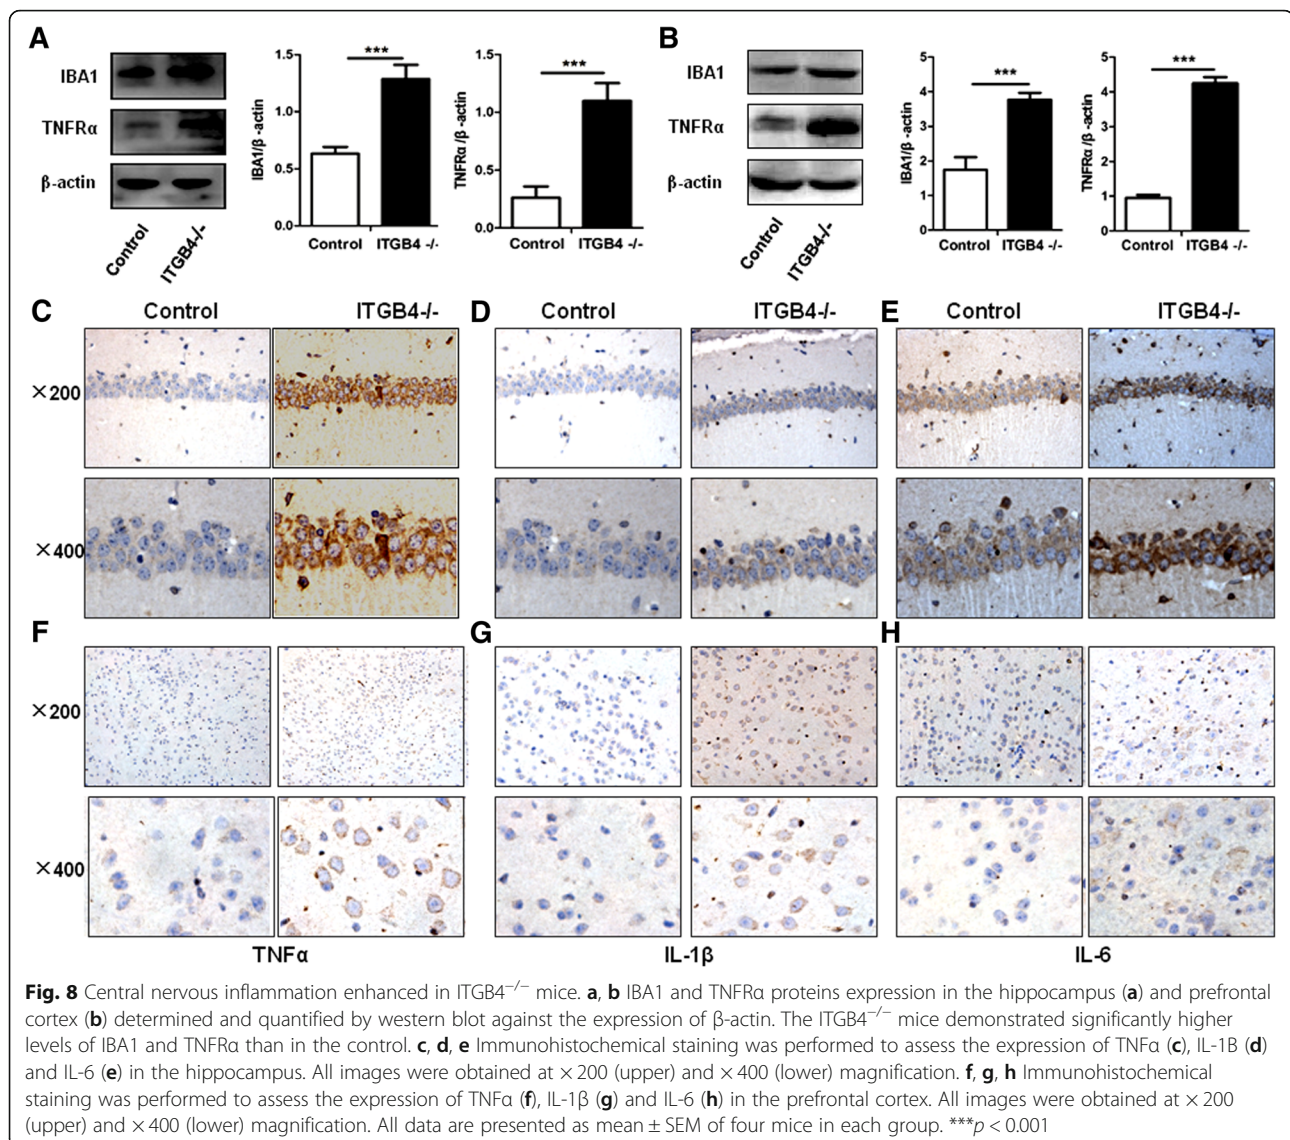 A
IBA1
TNFRα
β-actin
Control
ITGB4-/-
IBA1/β -actin
1.5
1.0
0.5
0.0
***
Control
ITGB4 -/-
TNFRα /β -actin
1.5
1.0
0.5
0.0
***
Control
ITGB4 -/-
B
IBA1
TNFRα
β-actin
Control
ITGB4-/-
IBA1/β -actin
5
4
3
2
1
0
***
Control
ITGB4 -/-
TNFRα /β -actin
5
4
3
2
1
0
***
Control
ITGB4 -/-
C
Control
ITGB4-/-
D
Control
ITGB4-/-
E
Control
ITGB4-/-
×200
×400
F
G
H
×200
×400
TNFα
IL-1β
IL-6
Fig. 8 Central nervous inflammation enhanced in ITGB4−/− mice. a, b IBA1 and TNFRα proteins expression in the hippocampus (a) and prefrontal
cortex (b) determined and quantified by western blot against the expression of β-actin. The ITGB4−/− mice demonstrated significantly higher
levels of IBA1 and TNFRα than in the control. c, d, e Immunohistochemical staining was performed to assess the expression of TNFα (c), IL-1B (d)
and IL-6 (e) in the hippocampus. All images were obtained at × 200 (upper) and × 400 (lower) magnification. f, g, h Immunohistochemical
staining was performed to assess the expression of TNFα (f), IL-1β (g) and IL-6 (h) in the prefrontal cortex. All images were obtained at × 200
(upper) and × 400 (lower) magnification. All data are presented as mean ± SEM of four mice in each group. ***p < 0.001